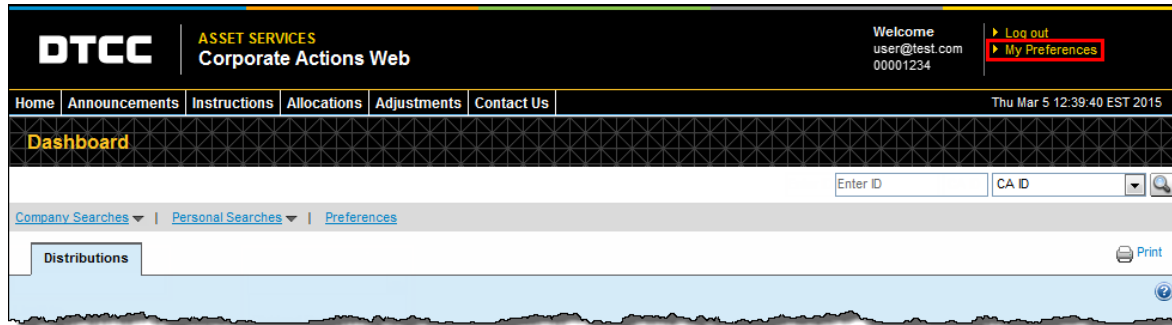 DTCC
ASSET SERVICES
Corporate Actions Web
Welcome
user@test.com
00001234
Log out
My Preferences
Home Announcements Instructions Allocations Adjustments Contact Us
Thu Mar 5 12:39:40 EST 2015
Dashboard
Enter ID
CA ID
Company Searches | Personal Searches | Preferences
Distributions
Print
?